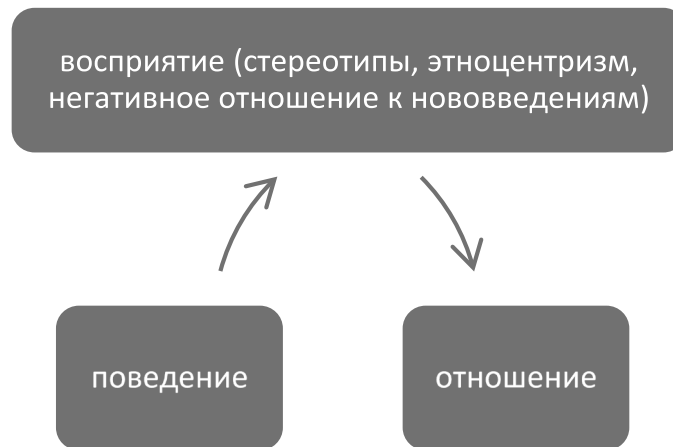 восприятие (стереотипы, этноцентризм,
негативное отношение к нововведениям)
поведение
отношение